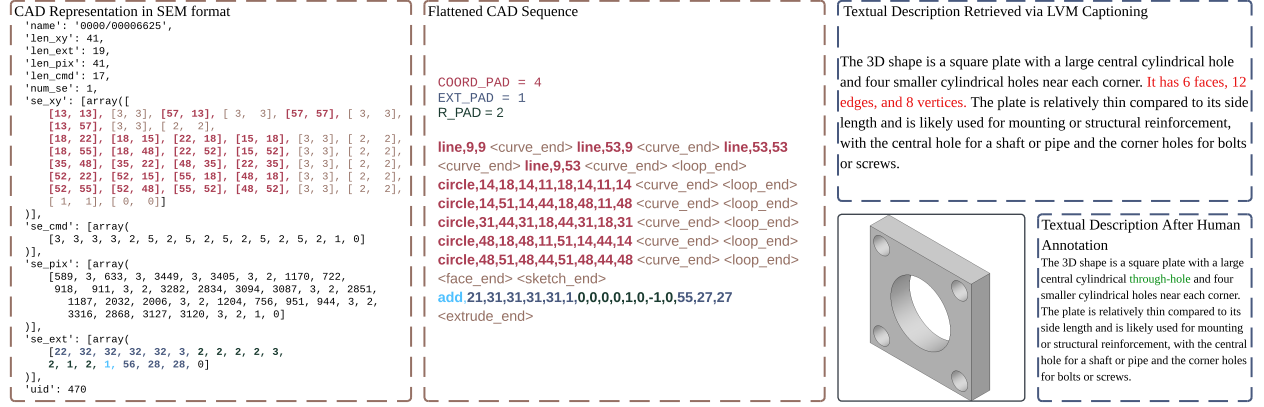 CAD Representation in SEM format
'name': '0000/00006625',
'len_xy': 41,
'len_ext': 19,
'len_pix': 41,
'len_cmd': 17,
'num_se': 1,
'se_xy': [array([
[13, 13], [3, 3], [57, 13], [ 3,  3], [57, 57], [ 3, 3],
[13, 57], [3, 3], [ 2,  2],
[18, 22], [18, 15], [22, 18], [15, 18], [3, 3], [ 2,  2],
[18, 55], [18, 48], [22, 52], [15, 52], [3, 3], [ 2,  2],
[35, 48], [35, 22], [48, 35], [22, 35], [3, 3], [ 2,  2],
[52, 22], [52, 15], [55, 18], [48, 18], [3, 3], [ 2,  2],
[52, 55], [52, 48], [55, 52], [48, 52], [3, 3], [ 2,  2],
[ 1,  1], [ 0,  0]]
)],
'se_cmd': [array(
[3, 3, 3, 3, 2, 5, 2, 5, 2, 5, 2, 5, 2, 5, 2, 1, 0]
)],
'se_pix': [array(
[589, 3, 633, 3, 3449, 3, 3405, 3, 2, 1170, 722,
918,  911, 3, 2, 3282, 2834, 3094, 3087, 3, 2, 2851,
1187, 2032, 2006, 3, 2, 1204, 756, 951, 944, 3, 2,
3316, 2868, 3127, 3120, 3, 2, 1, 0]
)],
'se_ext': [array(
[22, 32, 32, 32, 32, 3, 2, 2, 2, 2, 3,
2, 1, 2, 1, 56, 28, 28, 0]
)],
'uid': 470
Flattened CAD Sequence
COORD_PAD = 4
EXT_PAD = 1
R_PAD = 2
line,9,9 <curve_end> line,53,9 <curve_end> line,53,53
<curve_end> line,9,53 <curve_end> <loop_end>
circle,14,18,14,11,18,14,11,14 <curve_end> <loop_end>
circle,14,51,14,44,18,48,11,48 <curve_end> <loop_end>
circle,31,44,31,18,44,31,18,31 <curve_end> <loop_end>
circle,48,18,48,11,51,14,44,14 <curve_end> <loop_end>
circle,48,51,48,44,51,48,44,48 <curve_end> <loop_end>
<face_end> <sketch_end>
add,21,31,31,31,31,1,0,0,0,0,1,0,-1,0,55,27,27
<extrude_end>
Textual Description Retrieved via LVM Captioning
The 3D shape is a square plate with a large central cylindrical hole
and four smaller cylindrical holes near each corner. It has 6 faces, 12
edges, and 8 vertices. The plate is relatively thin compared to its side
length and is likely used for mounting or structural reinforcement,
with the central hole for a shaft or pipe and the corner holes for bolts
or screws.
Textual Description After Human
Annotation
The 3D shape is a square plate with a large
central cylindrical through-hole and four
smaller cylindrical holes near each corner.
The plate is relatively thin compared to its
side length and is likely used for mounting
or structural reinforcement, with the central
hole for a shaft or pipe and the corner holes
for bolts or screws.